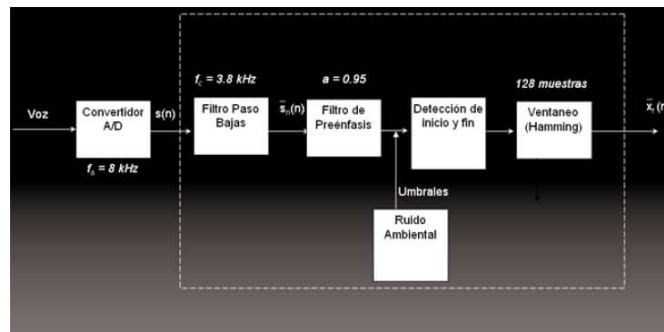 f_c = 3.8 kHz
a = 0.95
128 muestras
Voz
Convertidor
A/D
s(n)
Filtro Paso
Bajas
s̄_n(n)
Filtro de
Preénfasis
Detección de
inicio y fin
Ventaneo
(Hamming)
f_s = 8 kHz
Umbrales
Ruido
Ambiental